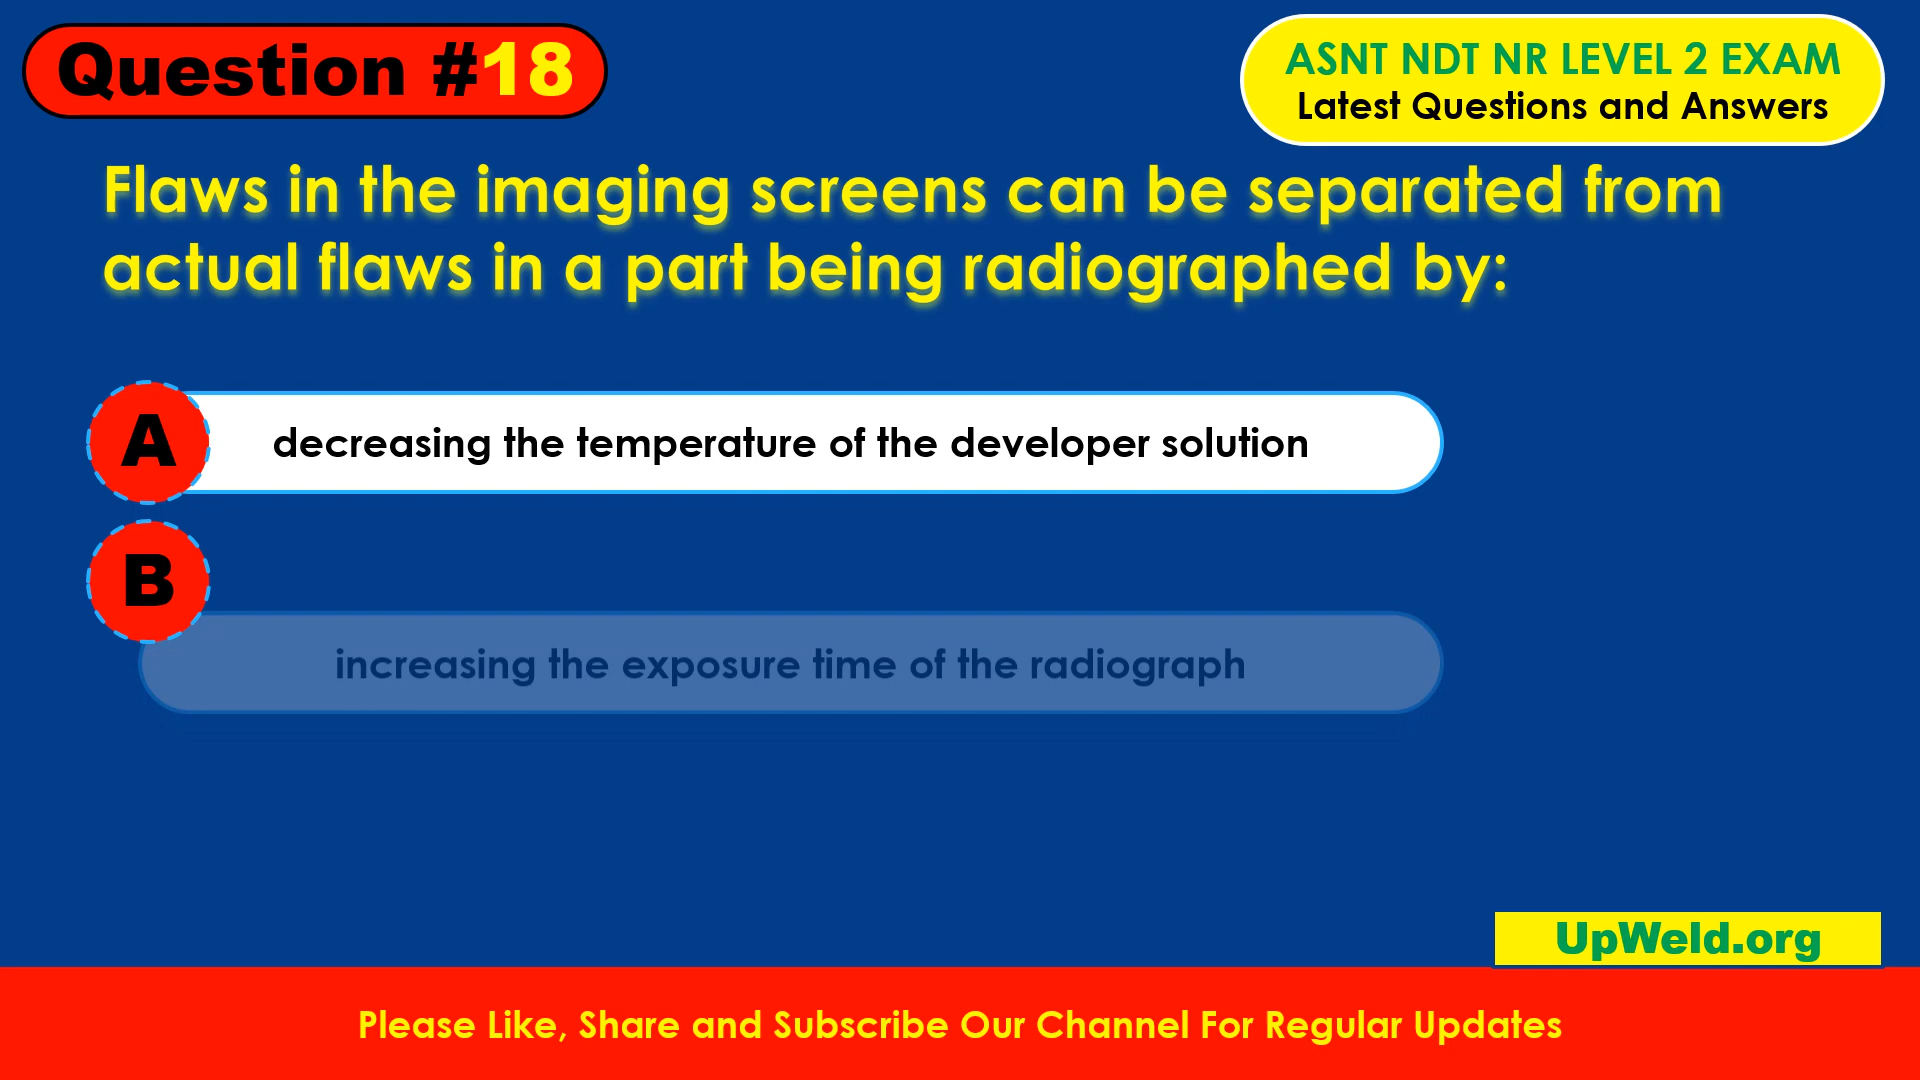 Question #18
ASNT NDT NR LEVEL 2 EXAM
Latest Questions and Answers
Flaws in the imaging screens can be separated from
actual flaws in a part being radiographed by:
A
decreasing the temperature of the developer solution
B
increasing the exposure time of the radiograph
UpWeld.org
Please Like, Share and Subscribe Our Channel For Regular Updates